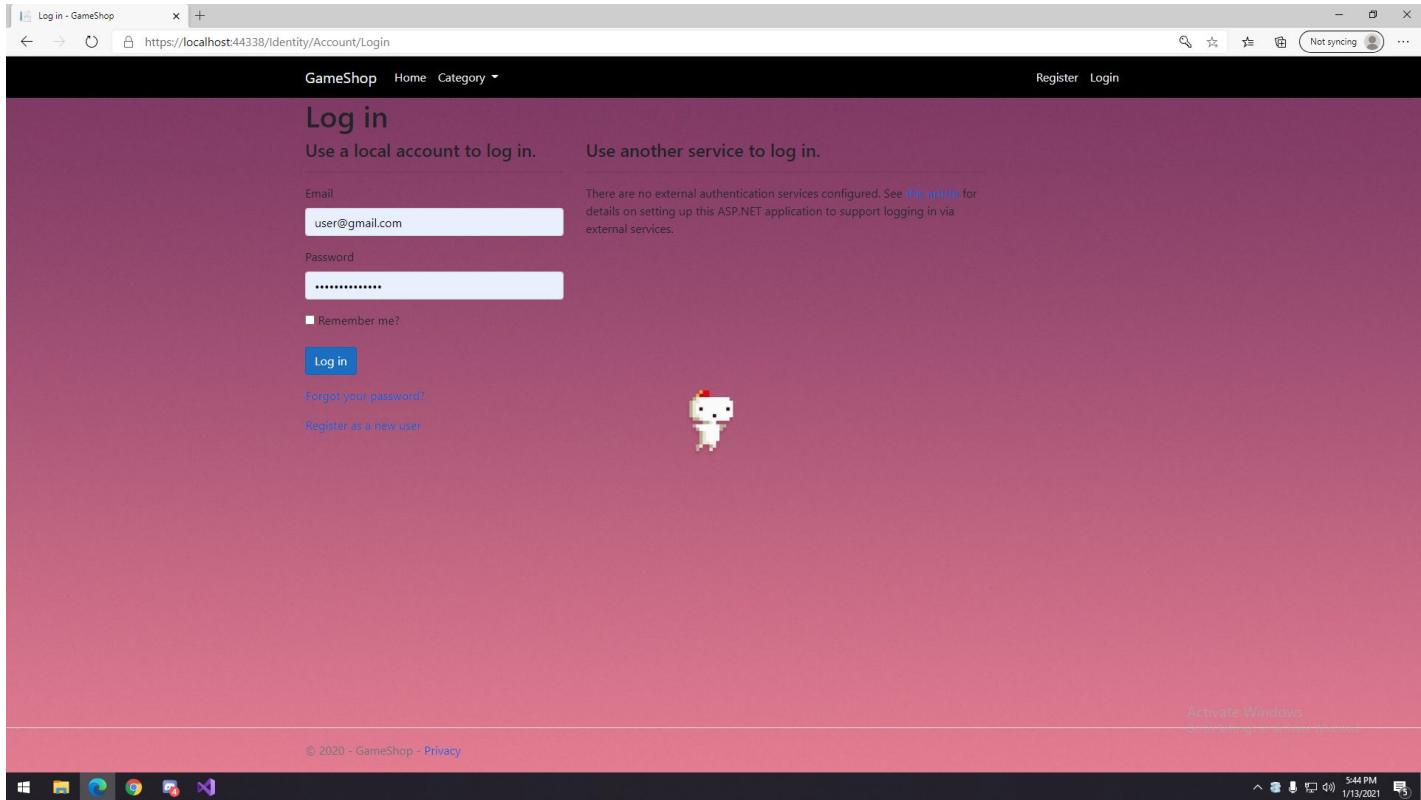 Log in - GameShop
https://localhost:44338/Identity/Account/Login
Not syncing
GameShop Home Category Register Login
Log in
Use a local account to log in.
Email
user@gmail.com
Password
••••••••••••••
Remember me?
Log in
Forgot your password?
Register as a new user
Use another service to log in.
There are no external authentication services configured. See this article for
details on setting up this ASP.NET application to support logging in via
external services.
Activate Windows
© 2020 - GameShop - Privacy
4
5:44 PM
1/13/2021
5